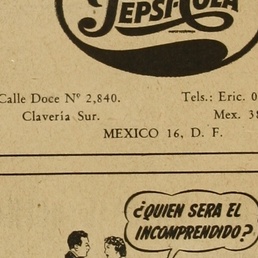 PEPSI-COLA
Calle Doce Nº 2,840. Tels.: Eric. 0
Clavería Sur. Mex. 38
MEXICO 16, D. F.
¿QUIEN SERA EL
INCOMPRENDIDO?